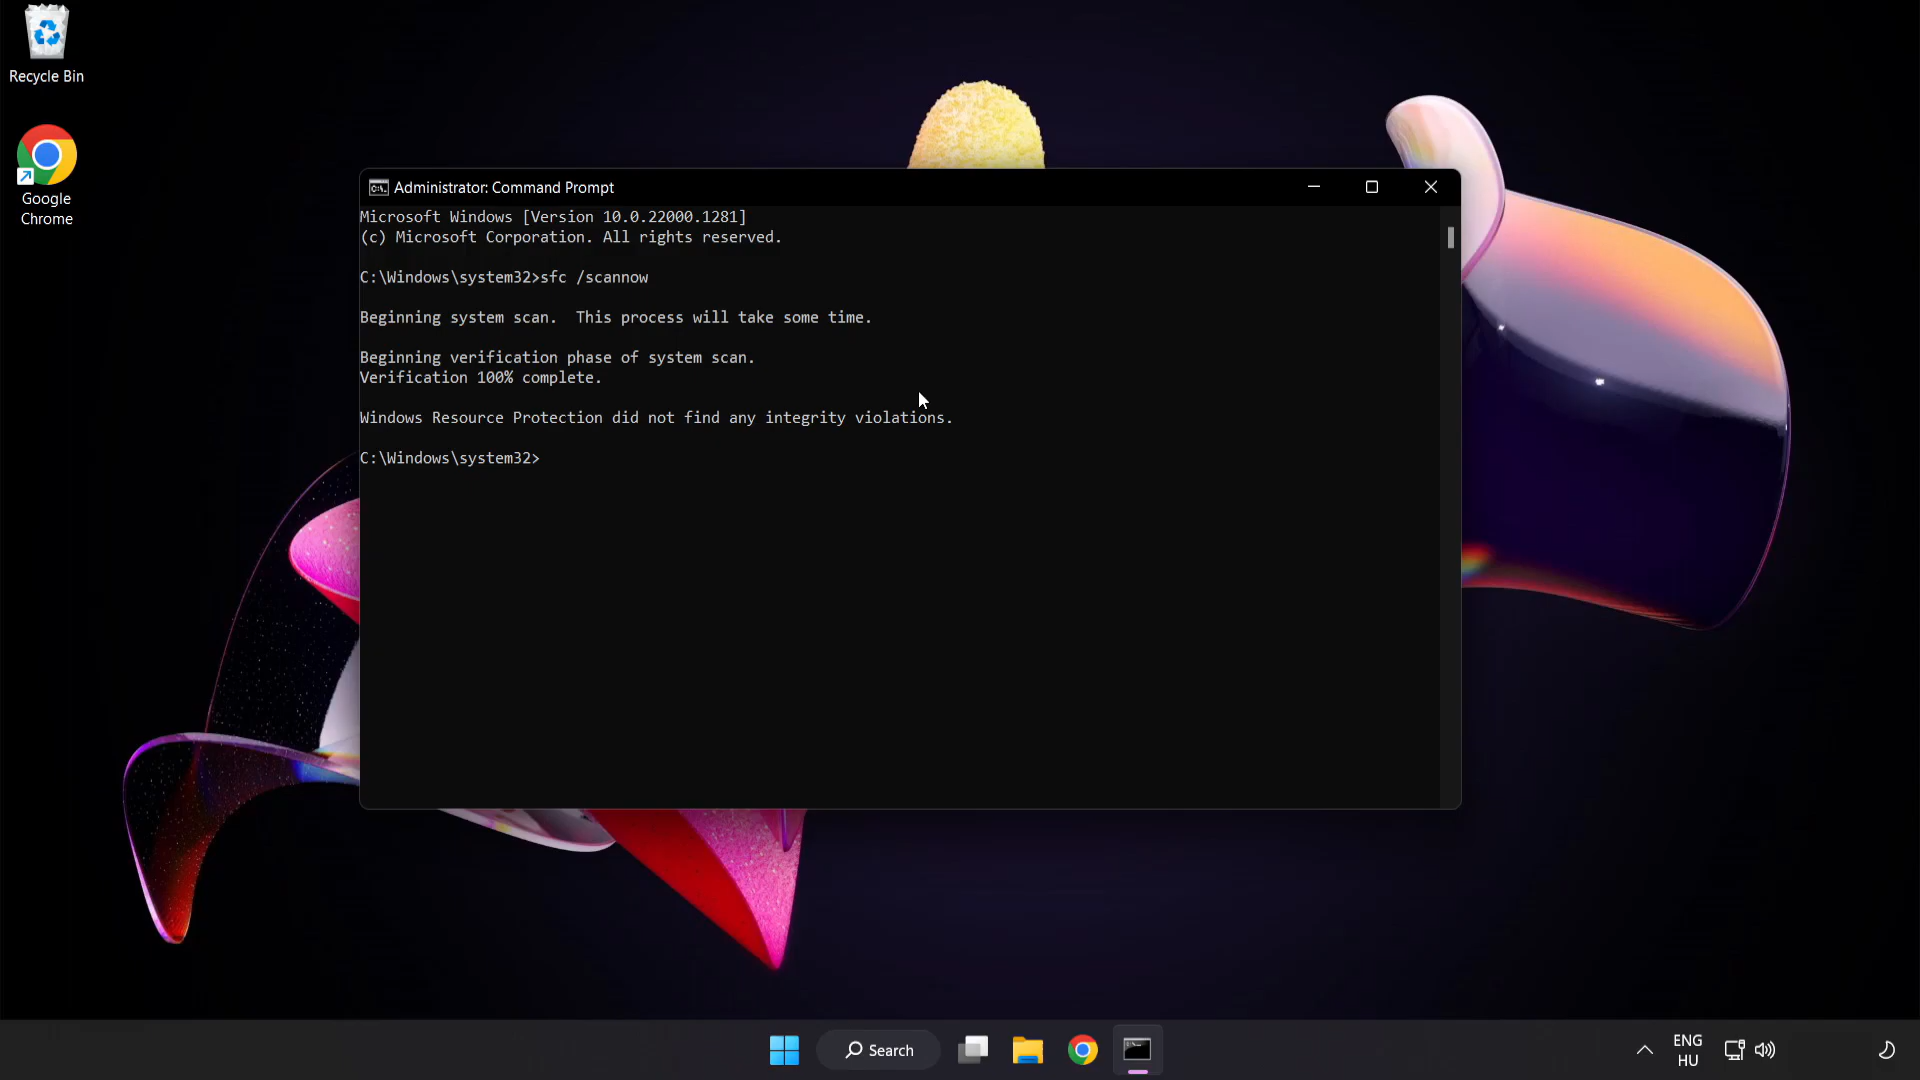 Recycle Bin
Google
Chrome
Administrator: Command Prompt
Microsoft Windows [Version 10.0.22000.1281]
(c) Microsoft Corporation. All rights reserved.
C:\Windows\system32>sfc /scannow
Beginning system scan.  This process will take some time.
Beginning verification phase of system scan.
Verification 100% complete.
Windows Resource Protection did not find any integrity violations.
C:\Windows\system32>
Search
ENG
HU